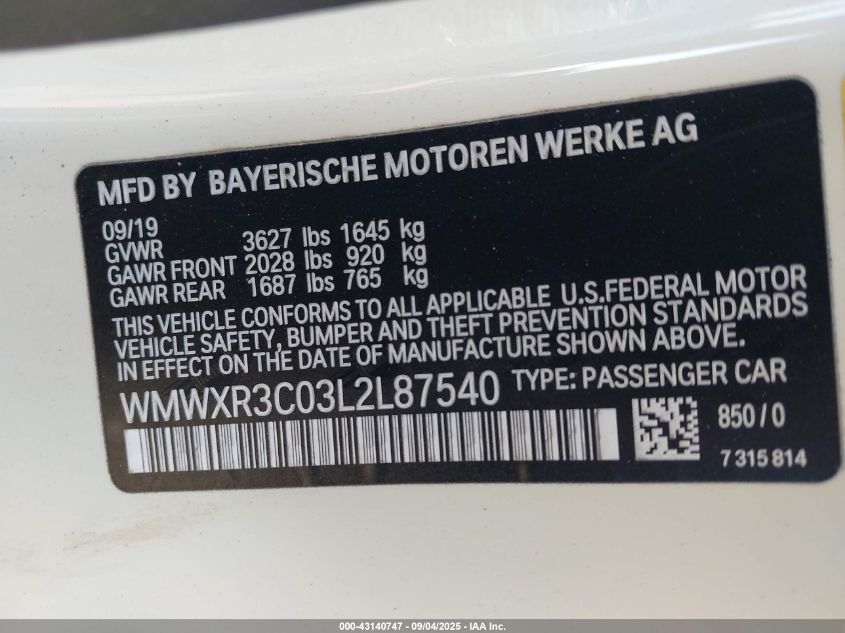 MFD BY BAYERISCHE MOTOREN WERKE AG
09/19
GVWR 3627 lbs 1645 kg
GAWR FRONT 2028 lbs 920 kg
GAWR REAR 1687 lbs 765 kg
THIS VEHICLE CONFORMS TO ALL APPLICABLE U.S.FEDERAL MOTOR
VEHICLE SAFETY, BUMPER AND THEFT PREVENTION STANDARDS
IN EFFECT ON THE DATE OF MANUFACTURE SHOWN ABOVE.
WMWXR3C03L2L87540 TYPE: PASSENGER CAR
850/0
7315814
000-43140747 - 09/04/2025 - IAA Inc.